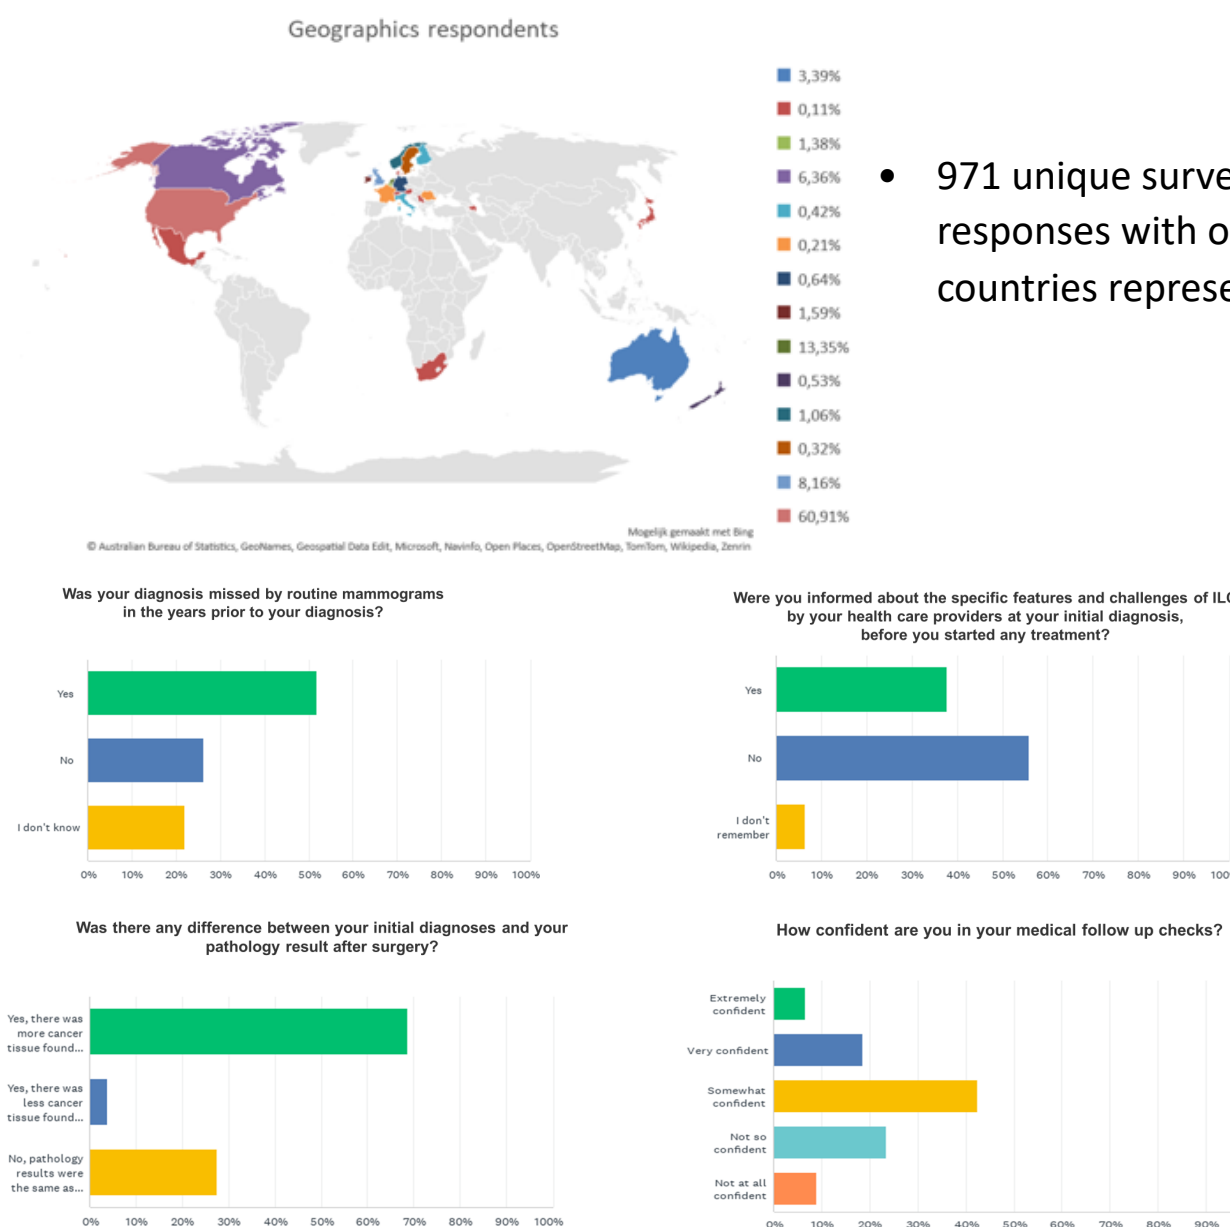 Geographics respondents
3,39%
0,11%
1,38%
6,36%
0,42%
0,21%
0,64%
1,59%
13,35%
0,53%
1,06%
0,32%
8,16%
60,91%
Mogelijk gemaakt met Bing
© Australian Bureau of Statistics, GeoNames, Geospatial Data Edit, Microsoft, Navinfo, Open Places, OpenStreetMap, TomTom, Wikipedia, Zenrin
• 971 unique surve
responses with o
countries represe
Was your diagnosis missed by routine mammograms
in the years prior to your diagnosis?
Yes
No
I don't know
0% 10% 20% 30% 40% 50% 60% 70% 80% 90% 100%
Were you informed about the specific features and challenges of ILC
by your health care providers at your initial diagnosis,
before you started any treatment?
Yes
No
I don't
remember
0% 10% 20% 30% 40% 50% 60% 70% 80% 90% 100
Was there any difference between your initial diagnoses and your
pathology result after surgery?
Yes, there was
more cancer
tissue found...
Yes, there was
less cancer
tissue found...
No, pathology
results were
the same as...
0% 10% 20% 30% 40% 50% 60% 70% 80% 90% 100%
How confident are you in your medical follow up checks?
Extremely
confident
Very confident
Somewhat
confident
Not so
confident
Not at all
confident
0% 10% 20% 30% 40% 50% 60% 70% 80% 90%